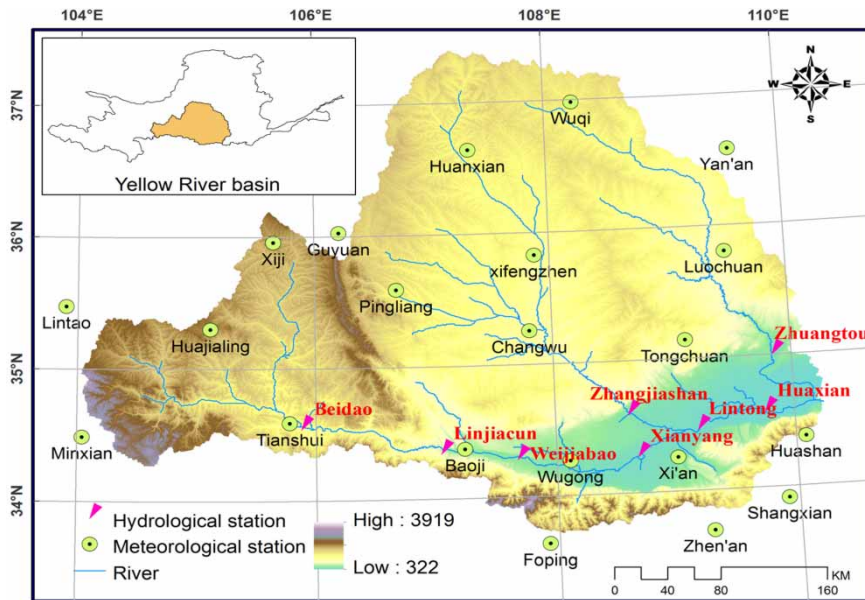 104°E 106°E 108°E 110°E
37°N
36°N
35°N
34°N
Yellow River basin
N
W E
S
Wuqi
Yan'an
Huanxian
Guyuan
Xiji
xifengzhen
Luochuan
Pingliang
Lintao
Huajialing
Changwu
Tongchuan
Zhuangtou
Zhangjiashan
Huaxian
Beidao
Lintong
Tianshui
Linjiacun
Xianyang
Minxian
Weijiabao
Huashan
Baoji
Wugong
Xi'an
Shangxian
Zhen'an
Foping
Hydrological station
Meteorological station
River
High : 3919
Low : 322
KM
0 20 40 80 120 160